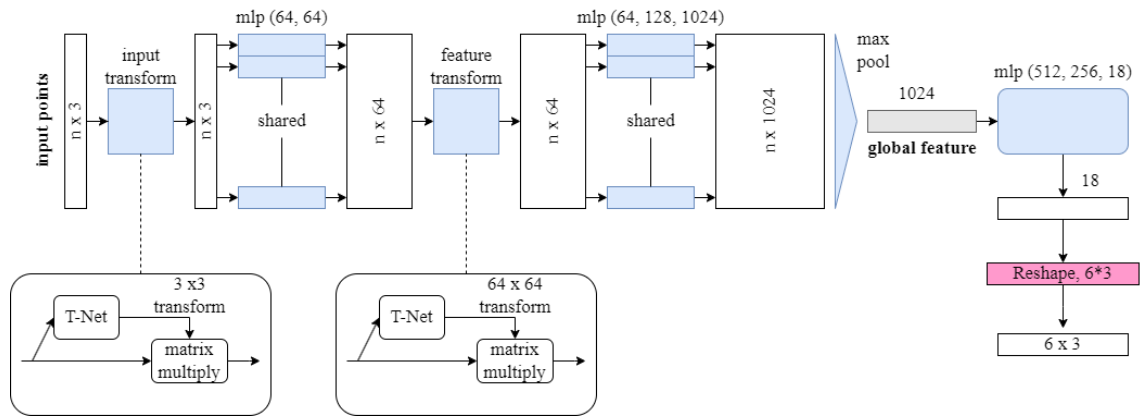 input points
n x 3
input
transform
n x 3
mlp (64, 64)
shared
n x 64
feature
transform
n x 64
mlp (64, 128, 1024)
shared
n x 1024
max
pool
1024
global feature
mlp (512, 256, 18)
18
Reshape, 6*3
6 x 3
3 x3
transform
T-Net
matrix
multiply
64 x 64
transform
T-Net
matrix
multiply